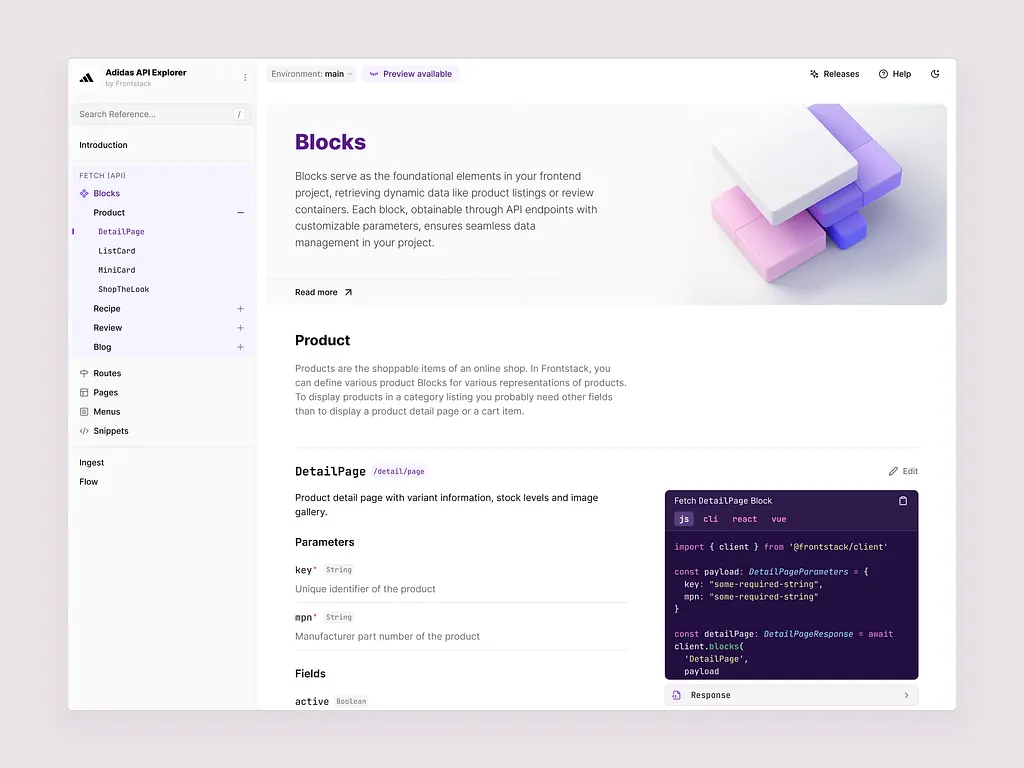 Adidas API Explorer
by Frontstack
Search Reference... /
Introduction
FETCH (API)
Blocks
Product
DetailPage
ListCard
MiniCard
ShopTheLook
Recipe
Review
Blog
Routes
Pages
Menus
Snippets
Ingest
Flow
Environment: main
Preview available
Releases
Help
Blocks
Blocks serve as the foundational elements in your frontend
project, retrieving dynamic data like product listings or review
containers. Each block, obtainable through API endpoints with
customizable parameters, ensures seamless data
management in your project.
Read more
Product
Products are the shoppable items of an online shop. In Frontstack, you
can define various product Blocks for various representations of products.
To display products in a category listing you probably need other fields
than to display a product detail page or a cart item.
DetailPage /detail/page
Edit
Product detail page with variant information, stock levels and image
gallery.
Parameters
key* String
Unique identifier of the product
mpn* String
Manufacturer part number of the product
Fields
active Boolean
Fetch DetailPage Block
js cli react vue
import { client } from '@frontstack/client'
const payload: DetailPageParameters = {
key: "some-required-string",
mpn: "some-required-string"
}
const detailPage: DetailPageResponse = await
client.blocks(
'DetailPage',
payload
Response